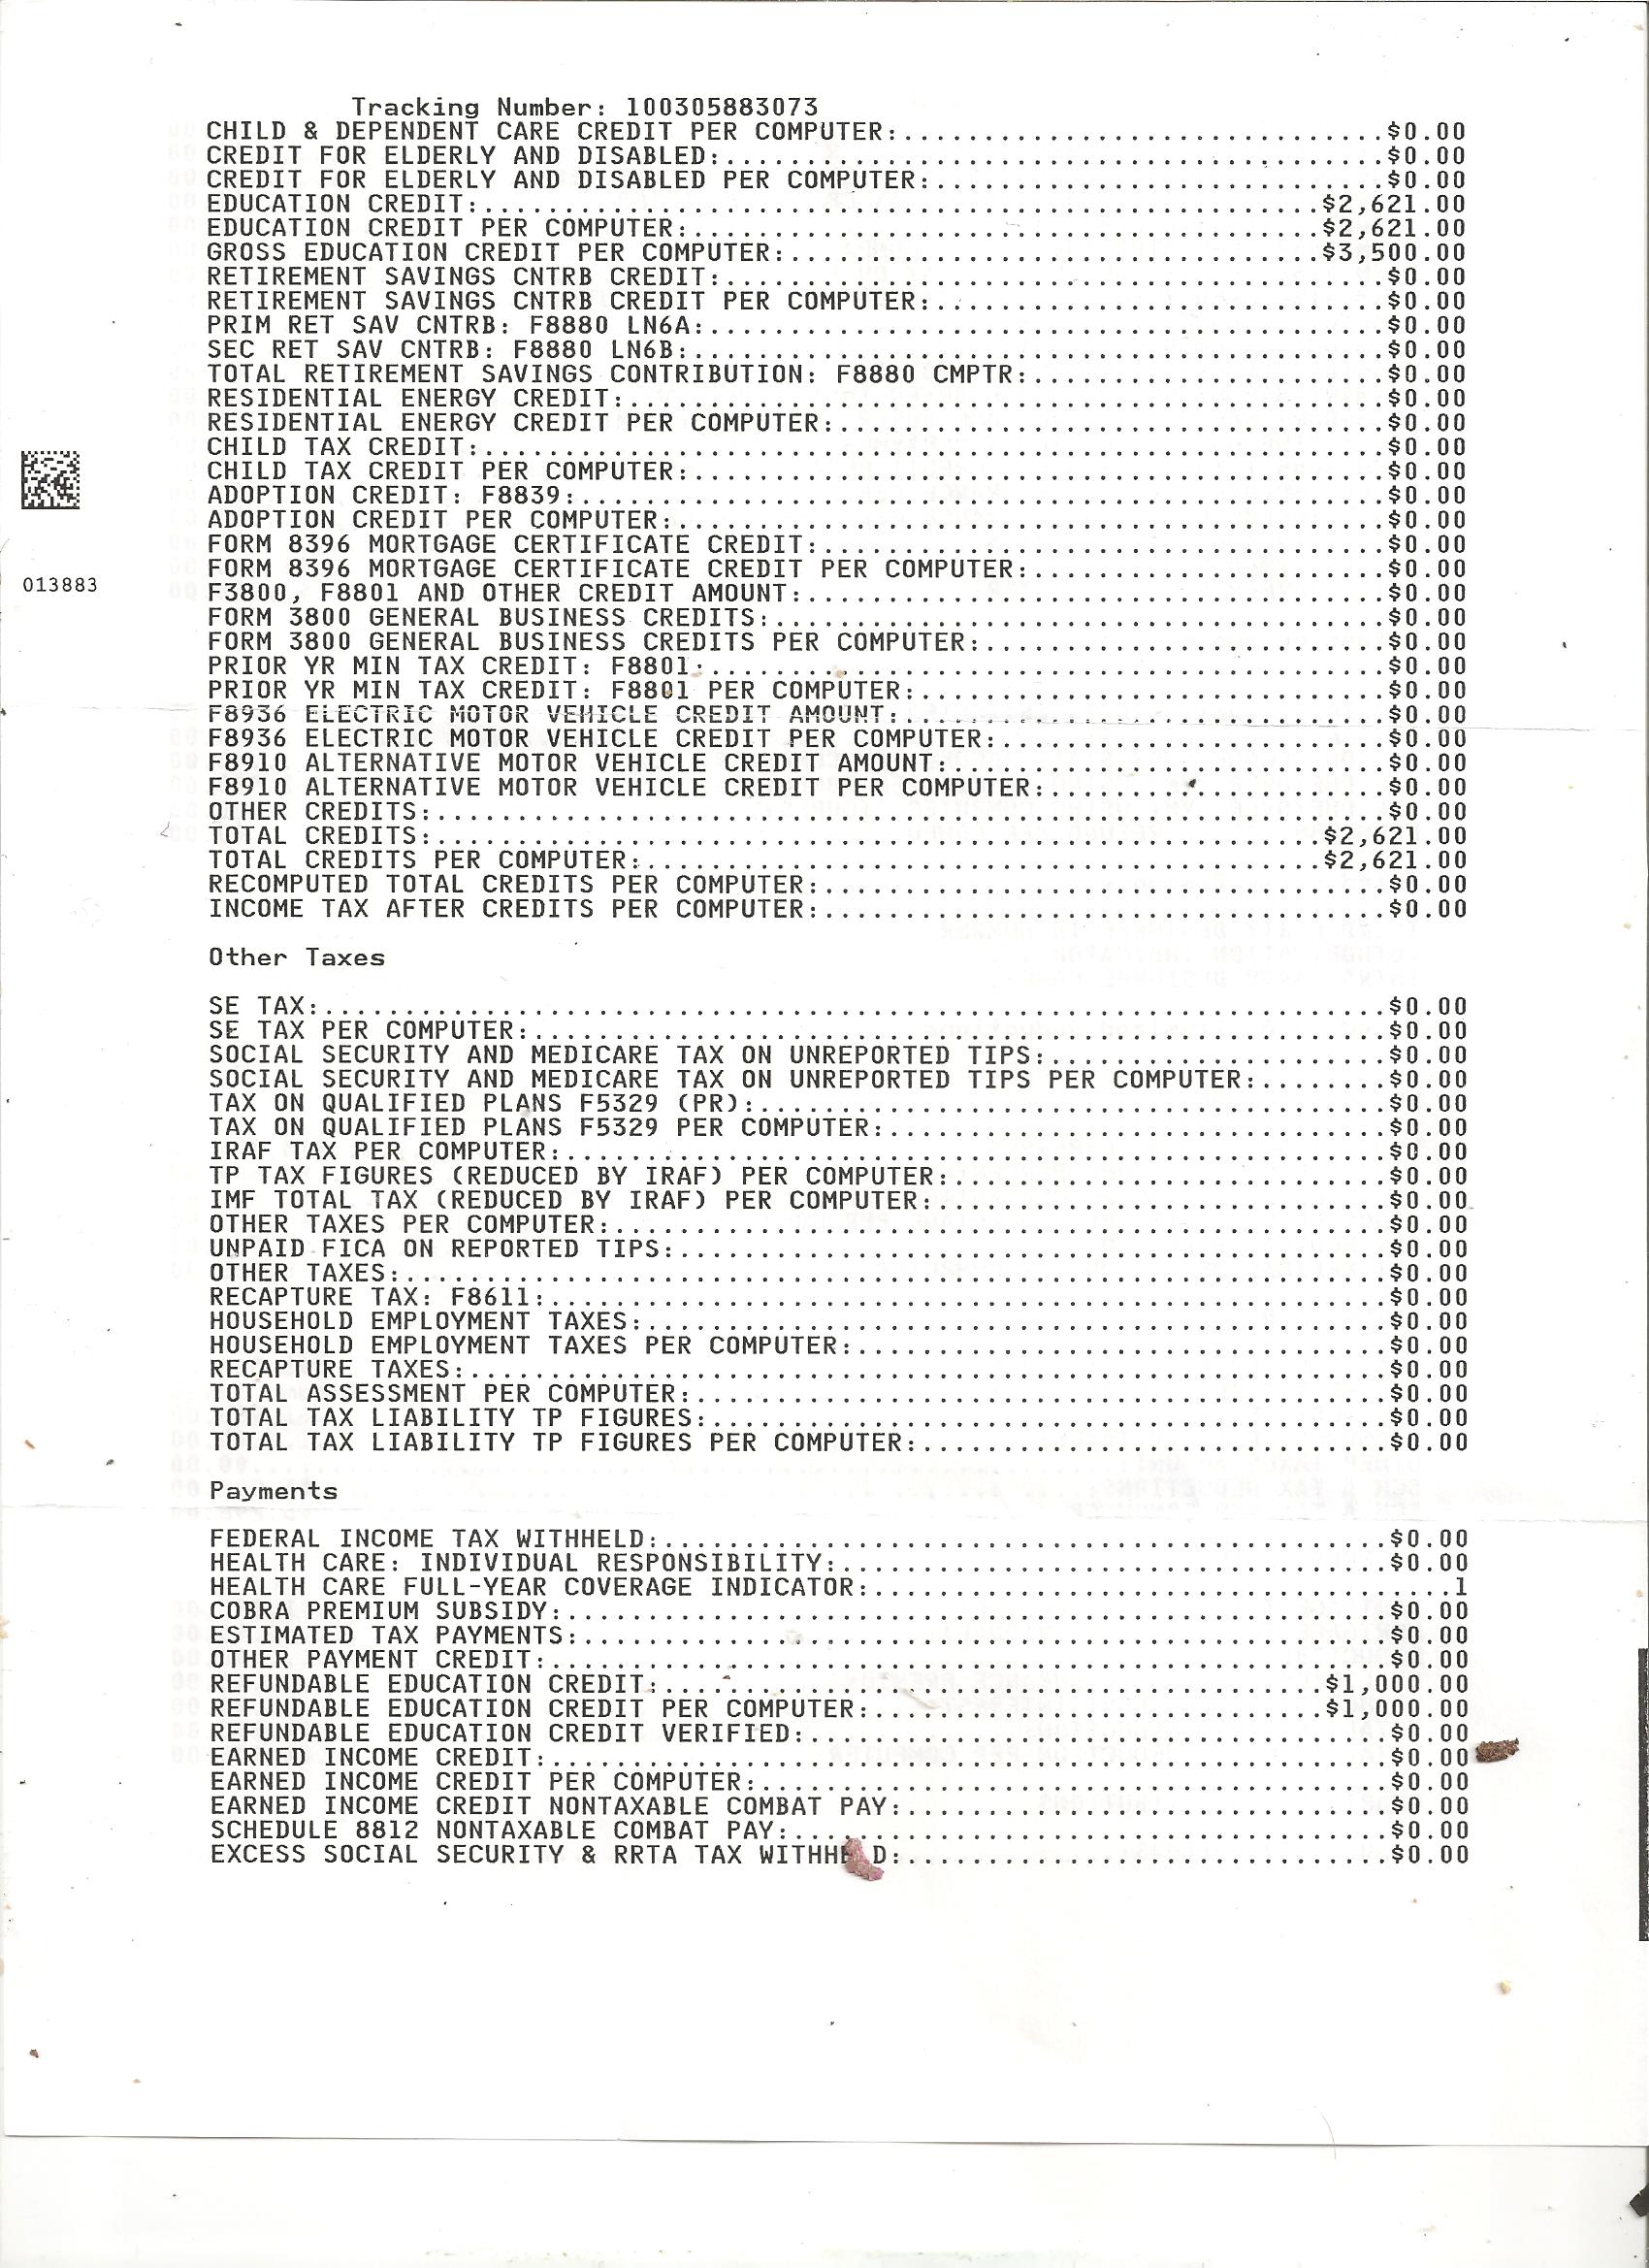 Tracking Number: 100305883073
CHILD & DEPENDENT CARE CREDIT PER COMPUTER:..............................$0.00
CREDIT FOR ELDERLY AND DISABLED:.........................................$0.00
CREDIT FOR ELDERLY AND DISABLED PER COMPUTER:............................$0.00
EDUCATION CREDIT:....................................................$2,621.00
EDUCATION CREDIT PER COMPUTER:.......................................$2,621.00
GROSS EDUCATION CREDIT PER COMPUTER:.................................$3,500.00
RETIREMENT SAVINGS CNTRB CREDIT:.........................................$0.00
RETIREMENT SAVINGS CNTRB CREDIT PER COMPUTER:............................$0.00
PRIM RET SAV CNTRB: F8880 LN6A:..........................................$0.00
SEC RET SAV CNTRB: F8880 LN6B:...........................................$0.00
TOTAL RETIREMENT SAVINGS CONTRIBUTION: F8880 CMPTR:......................$0.00
RESIDENTIAL ENERGY CREDIT:...............................................$0.00
RESIDENTIAL ENERGY CREDIT PER COMPUTER:..................................$0.00
CHILD TAX CREDIT:........................................................$0.00
CHILD TAX CREDIT PER COMPUTER:...........................................$0.00
ADOPTION CREDIT: F8839:..................................................$0.00
ADOPTION CREDIT PER COMPUTER:............................................$0.00
FORM 8396 MORTGAGE CERTIFICATE CREDIT:...................................$0.00
FORM 8396 MORTGAGE CERTIFICATE CREDIT PER COMPUTER:......................$0.00
013883
F3800, F8801 AND OTHER CREDIT AMOUNT:....................................$0.00
FORM 3800 GENERAL BUSINESS CREDITS:......................................$0.00
FORM 3800 GENERAL BUSINESS CREDITS PER COMPUTER:.........................$0.00
PRIOR YR MIN TAX CREDIT: F8801:..........................................$0.00
PRIOR YR MIN TAX CREDIT: F8801 PER COMPUTER:.............................$0.00
F8936 ELECTRIC MOTOR VEHICLE CREDIT AMOUNT:..............................$0.00
F8936 ELECTRIC MOTOR VEHICLE CREDIT PER COMPUTER:........................$0.00
F8910 ALTERNATIVE MOTOR VEHICLE CREDIT AMOUNT:...........................$0.00
F8910 ALTERNATIVE MOTOR VEHICLE CREDIT PER COMPUTER:.....................$0.00
OTHER CREDITS:...........................................................$0.00
TOTAL CREDITS:.......................................................$2,621.00
TOTAL CREDITS PER COMPUTER:..........................................$2,621.00
RECOMPUTED TOTAL CREDITS PER COMPUTER:...................................$0.00
INCOME TAX AFTER CREDITS PER COMPUTER:...................................$0.00
Other Taxes
SE TAX:..................................................................$0.00
SE TAX PER COMPUTER:.....................................................$0.00
SOCIAL SECURITY AND MEDICARE TAX ON UNREPORTED TIPS:.....................$0.00
SOCIAL SECURITY AND MEDICARE TAX ON UNREPORTED TIPS PER COMPUTER:........$0.00
TAX ON QUALIFIED PLANS F5329 (PR):.......................................$0.00
TAX ON QUALIFIED PLANS F5329 PER COMPUTER:...............................$0.00
IRAF TAX PER COMPUTER:...................................................$0.00
TP TAX FIGURES (REDUCED BY IRAF) PER COMPUTER:...........................$0.00
IMF TOTAL TAX (REDUCED BY IRAF) PER COMPUTER:............................$0.00
OTHER TAXES PER COMPUTER:................................................$0.00
UNPAID FICA ON REPORTED TIPS:............................................$0.00
OTHER TAXES:.............................................................$0.00
RECAPTURE TAX: F8611:....................................................$0.00
HOUSEHOLD EMPLOYMENT TAXES:..............................................$0.00
HOUSEHOLD EMPLOYMENT TAXES PER COMPUTER:.................................$0.00
RECAPTURE TAXES:.........................................................$0.00
TOTAL ASSESSMENT PER COMPUTER:...........................................$0.00
TOTAL TAX LIABILITY TP FIGURES:..........................................$0.00
TOTAL TAX LIABILITY TP FIGURES PER COMPUTER:.............................$0.00
Payments
FEDERAL INCOME TAX WITHHELD:.............................................$0.00
HEALTH CARE: INDIVIDUAL RESPONSIBILITY:..................................$0.00
HEALTH CARE FULL-YEAR COVERAGE INDICATOR:....................................1
COBRA PREMIUM SUBSIDY:...................................................$0.00
ESTIMATED TAX PAYMENTS:..................................................$0.00
OTHER PAYMENT CREDIT:....................................................$0.00
REFUNDABLE EDUCATION CREDIT:.........................................$1,000.00
REFUNDABLE EDUCATION CREDIT PER COMPUTER:............................$1,000.00
REFUNDABLE EDUCATION CREDIT VERIFIED:....................................$0.00
EARNED INCOME CREDIT:....................................................$0.00
EARNED INCOME CREDIT PER COMPUTER:.......................................$0.00
EARNED INCOME CREDIT NONTAXABLE COMBAT PAY:..............................$0.00
SCHEDULE 8812 NONTAXABLE COMBAT PAY:.....................................$0.00
EXCESS SOCIAL SECURITY & RRTA TAX WITHHELD:..............................$0.00